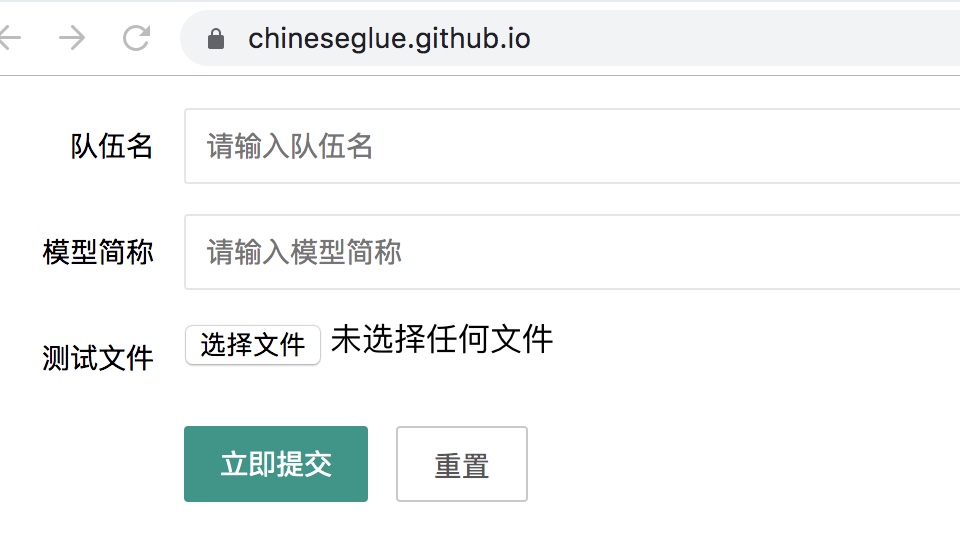 chineseglue.github.io
队伍名 请输入队伍名
模型简称 请输入模型简称
测试文件 选择文件 未选择任何文件
立即提交 重置